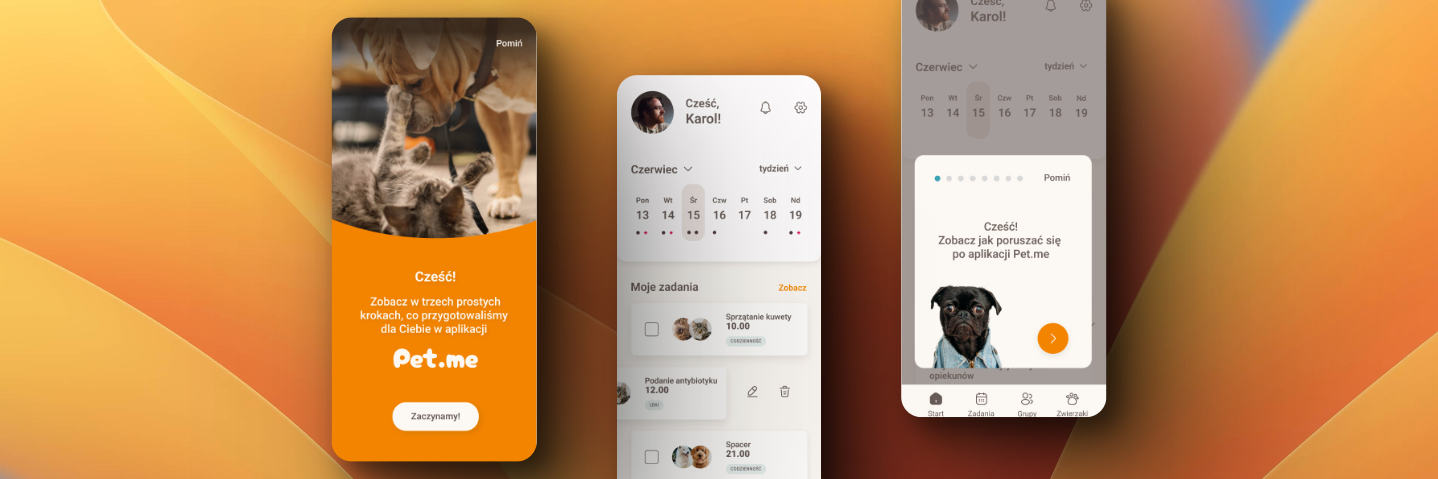 Pomiń
Cześć!
Zobacz w trzech prostych
krokach, co przygotowaliśmy
dla Ciebie w aplikacji
Pet.me
Zaczynamy!
Cześć,
Karol!
Czerwiec
tydzień
Pon Wt Śr Czw Pt Sob Nd
13 14 15 16 17 18 19
Moje zadania
Zobacz
Sprzątanie kuwety
10.00
CODZIENNOŚĆ
Podanie antybiotyku
12.00
LEKI
Spacer
21.00
CODZIENNOŚĆ
Cześć,
Karol!
Czerwiec
tydzień
Pon Wt Śr Czw Pt Sob Nd
13 14 15 16 17 18 19
Pomiń
Cześć!
Zobacz jak poruszać się
po aplikacji Pet.me
opiekunów
Start Zadania Grupy Zwierzaki